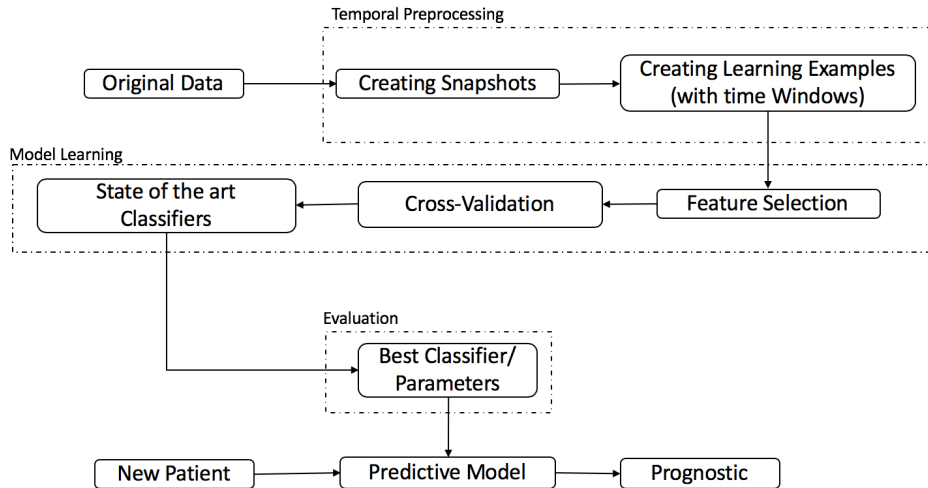 Temporal Preprocessing
Original Data
Creating Snapshots
Creating Learning Examples
(with time Windows)
Model Learning
State of the art
Classifiers
Cross-Validation
Feature Selection
Evaluation
Best Classifier/
Parameters
New Patient
Predictive Model
Prognostic